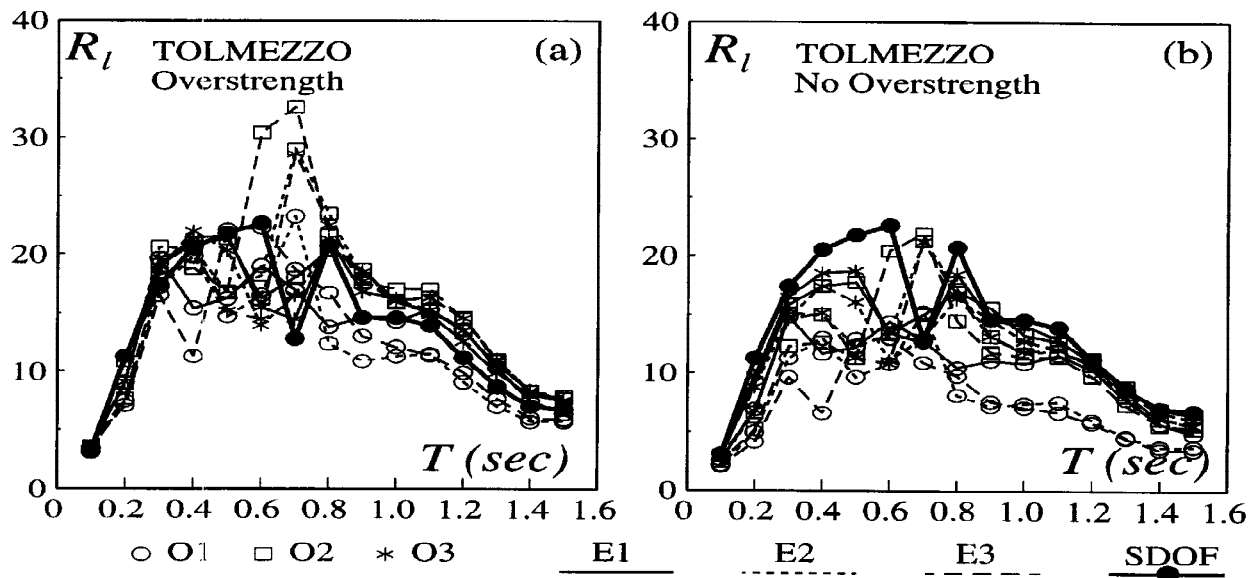 40
30
20
10
0
R_l
TOLMEZZO
Overstrength
(a)
T (sec)
0 0.2 0.4 0.6 0.8 1.0 1.2 1.4 1.6
40
30
20
10
0
R_l
TOLMEZZO
No Overstrength
(b)
T (sec)
0 0.2 0.4 0.6 0.8 1.0 1.2 1.4 1.6
O1 O2 O3 E1 E2 E3 SDOF